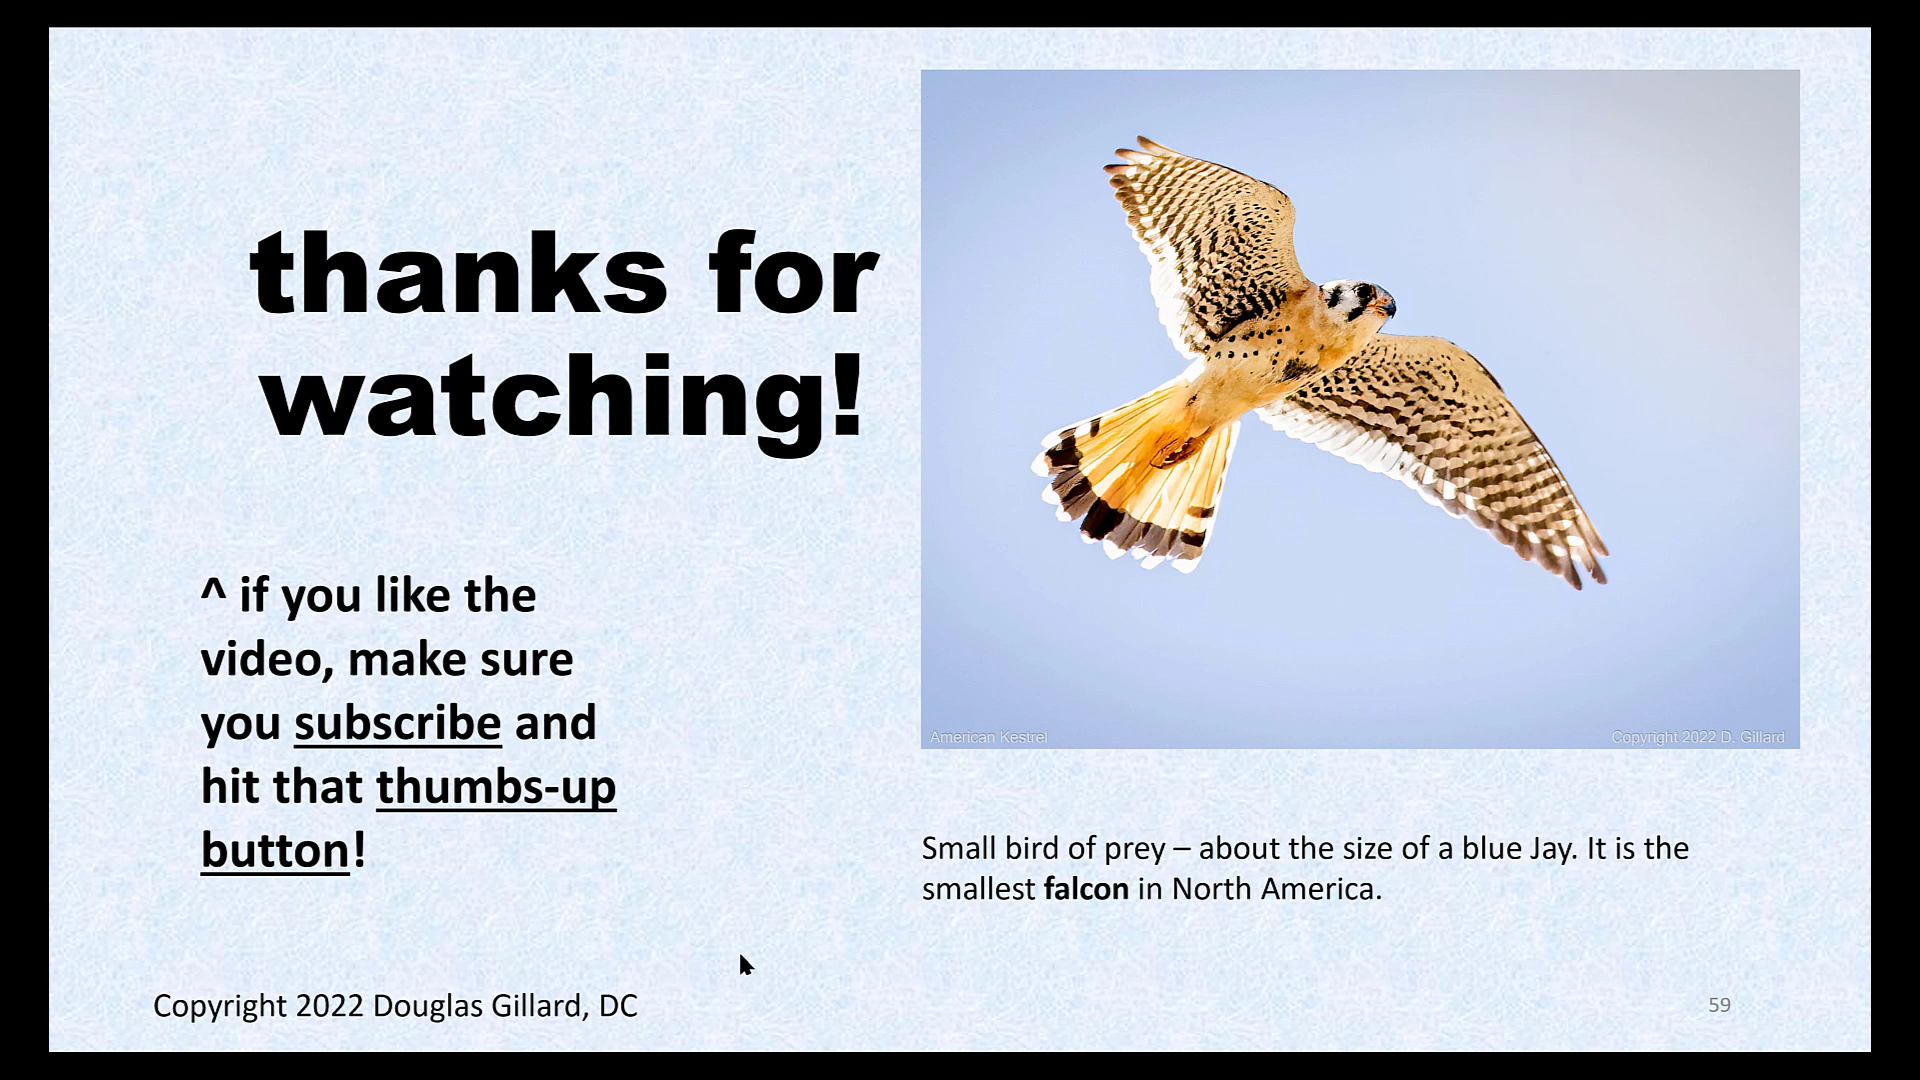 thanks for
watching!
^ if you like the
video, make sure
you subscribe and
hit that thumbs-up
button!
American Kestrel
Copyright 2022 D. Gillard
Small bird of prey – about the size of a blue Jay. It is the
smallest falcon in North America.
Copyright 2022 Douglas Gillard, DC
59